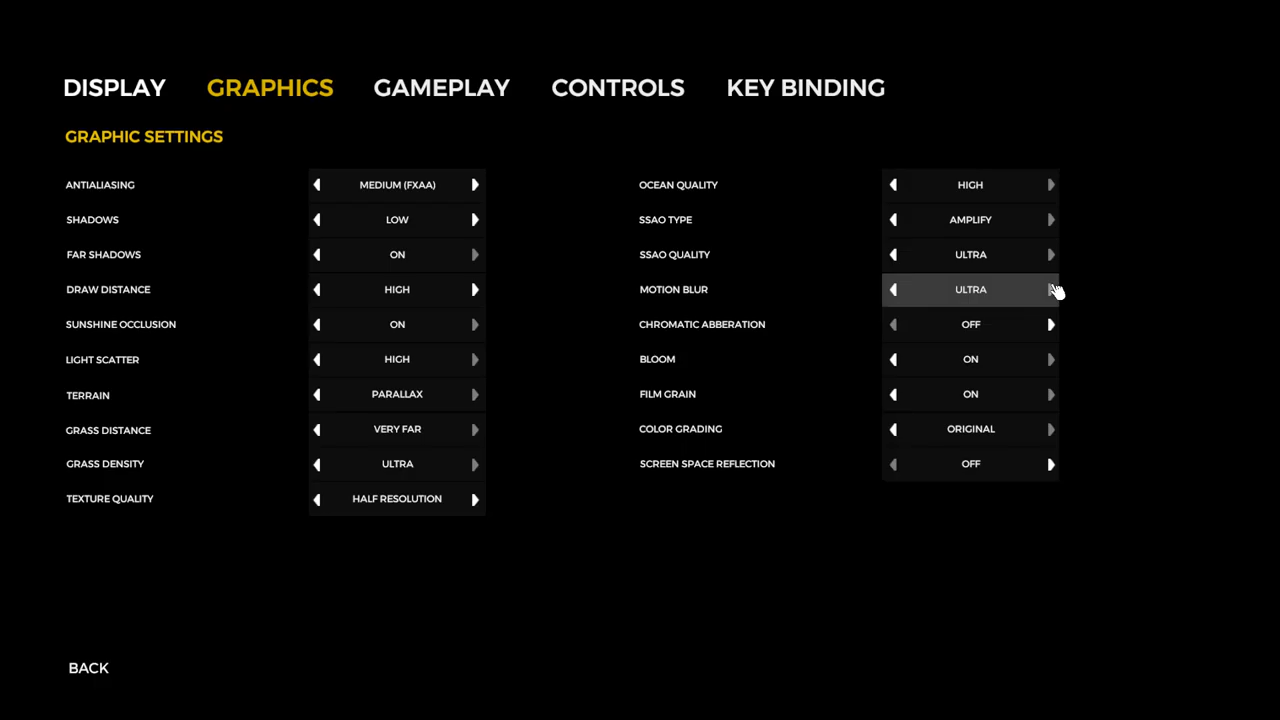 DISPLAY GRAPHICS GAMEPLAY CONTROLS KEY BINDING
GRAPHIC SETTINGS
ANTIALIASING MEDIUM (FXAA)
SHADOWS LOW
FAR SHADOWS ON
DRAW DISTANCE HIGH
SUNSHINE OCCLUSION ON
LIGHT SCATTER HIGH
TERRAIN PARALLAX
GRASS DISTANCE VERY FAR
GRASS DENSITY ULTRA
TEXTURE QUALITY HALF RESOLUTION
OCEAN QUALITY HIGH
SSAO TYPE AMPLIFY
SSAO QUALITY ULTRA
MOTION BLUR ULTRA
CHROMATIC ABBERATION OFF
BLOOM ON
FILM GRAIN ON
COLOR GRADING ORIGINAL
SCREEN SPACE REFLECTION OFF
BACK